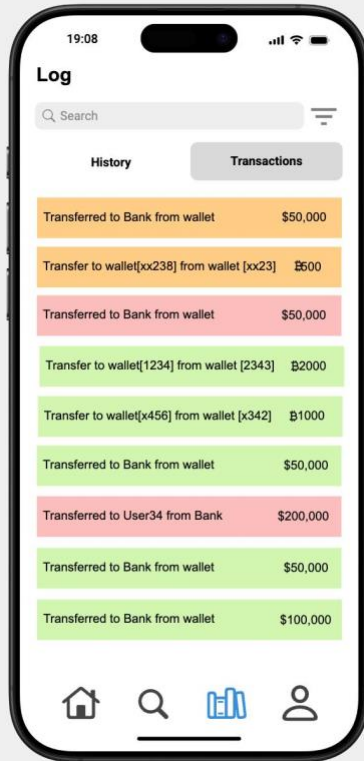 19:08
Log
Search
History Transactions
Transferred to Bank from wallet $50,000
Transfer to wallet[xx238] from wallet [xx23] ₿500
Transferred to Bank from wallet $50,000
Transfer to wallet[1234] from wallet [2343] ₿2000
Transfer to wallet[x456] from wallet [x342] ₿1000
Transferred to Bank from wallet $50,000
Transferred to User34 from Bank $200,000
Transferred to Bank from wallet $50,000
Transferred to Bank from wallet $100,000